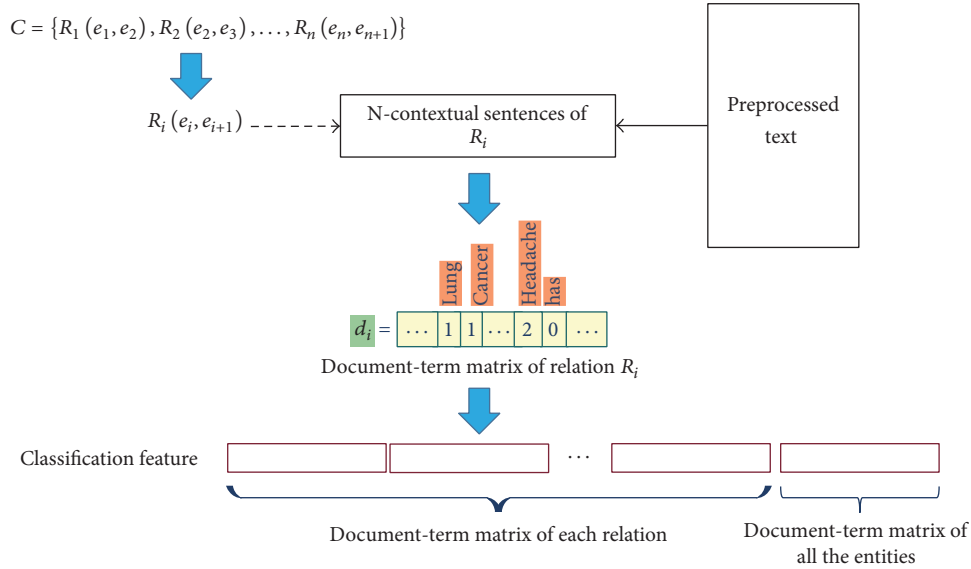 C = {R₁ (e₁, e₂), R₂ (e₂, e₃), . . . , Rₙ (eₙ, eₙ₊₁)}
Rᵢ (eᵢ, eᵢ₊₁)
N-contextual sentences of
Rᵢ
Preprocessed
text
Lung
Cancer
Headache
has
dᵢ = ... 1 1 ... 2 0 ...
Document-term matrix of relation Rᵢ
Classification feature
...
Document-term matrix of each relation
Document-term matrix of
all the entities